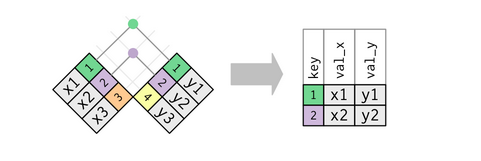 1 x1
2 x2
3 x3
1 y1
2 y2
4 y3
key val_x val_y
1 x1 y1
2 x2 y2